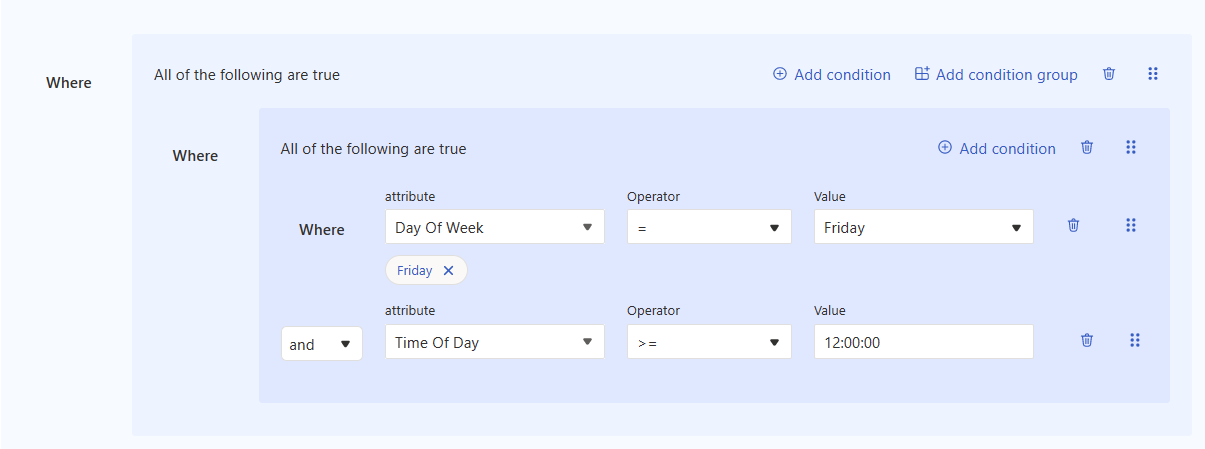 Where
All of the following are true
Add condition
Add condition group
Where
All of the following are true
Add condition
attribute
Operator
Value
Where
Day Of Week
=
Friday
Friday
attribute
Operator
Value
and
Time Of Day
>=
12:00:00